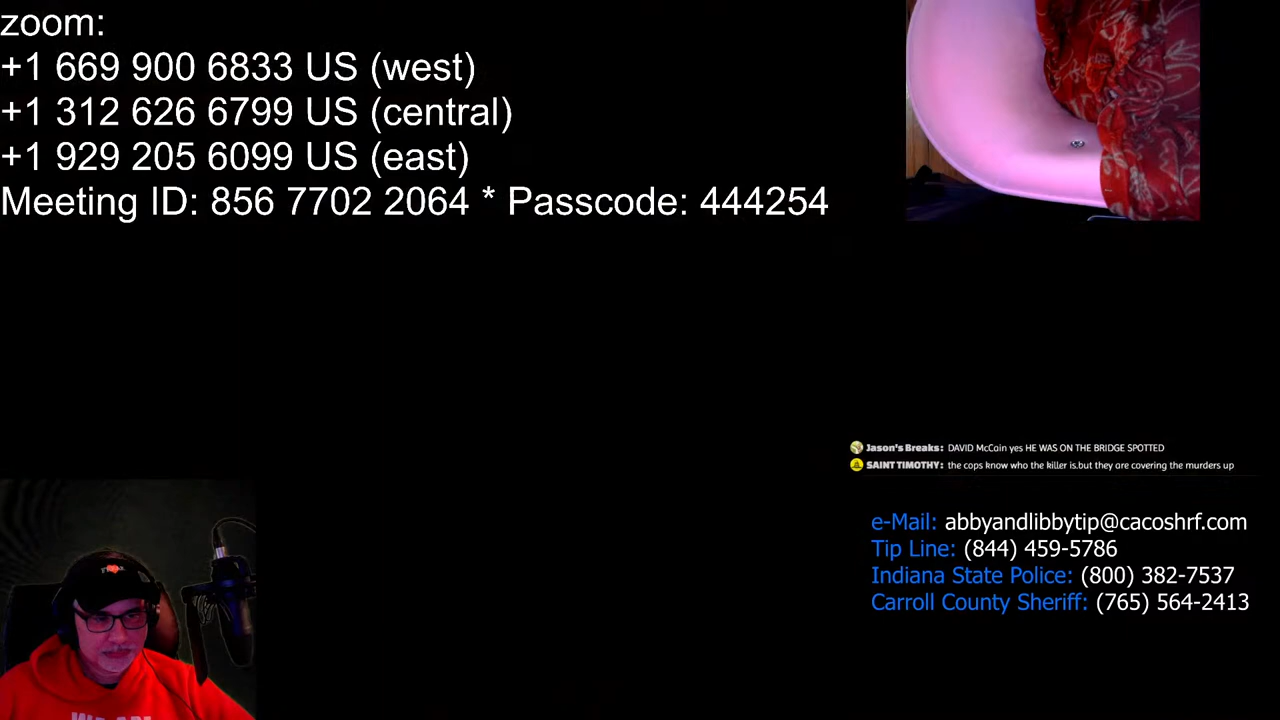 zoom:
+1 669 900 6833 US (west)
+1 312 626 6799 US (central)
+1 929 205 6099 US (east)
Meeting ID: 856 7702 2064 * Passcode: 444254
Jason's Breaks: DAVID McCain yes HE WAS ON THE BRIDGE SPOTTED
SAINT TIMOTHY: the cops know who the killer is.but they are covering the murders up
e-Mail: abbyandlibbytip@cacoshrf.com
Tip Line: (844) 459-5786
Indiana State Police: (800) 382-7537
Carroll County Sheriff: (765) 564-2413